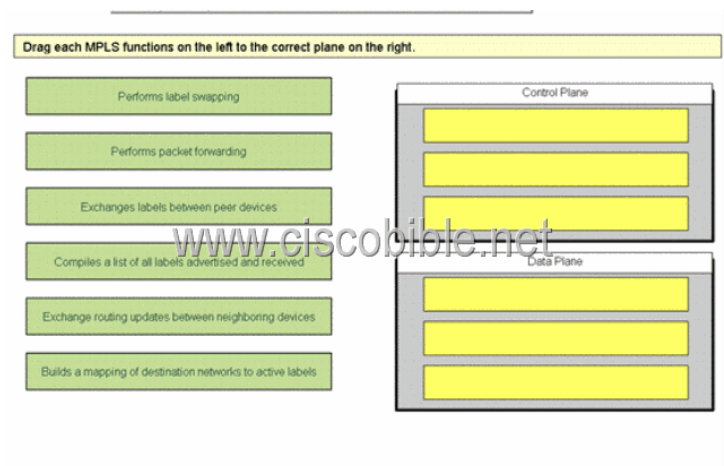 Drag each MPLS functions on the left to the correct plane on the right.
Performs label swapping
Performs packet forwarding
Exchanges labels between peer devices
Compiles a list of all labels advertised and received
Exchange routing updates between neighboring devices
Builds a mapping of destination networks to active labels
Control Plane
Data Plane
www.ciscobible.net